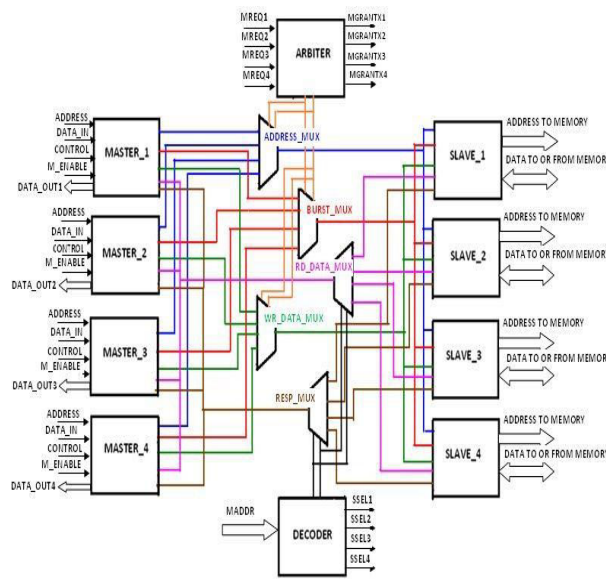 MREQ1
MREQ2
MREQ3
MREQ4
ARBITER
MGRANTX1
MGRANTX2
MGRANTX3
MGRANTX4
ADDRESS
DATA_IN
CONTROL
M_ENABLE
DATA_OUT1
MASTER_1
ADDRESS_MUX
SLAVE_1
ADDRESS TO MEMORY
DATA TO OR FROM MEMORY
ADDRESS
DATA_IN
CONTROL
M_ENABLE
DATA_OUT2
MASTER_2
BURST_MUX
RD_DATA_MUX
SLAVE_2
ADDRESS TO MEMORY
DATA TO OR FROM MEMORY
ADDRESS
DATA_IN
CONTROL
M_ENABLE
DATA_OUT3
MASTER_3
WR_DATA_MUX
SLAVE_3
ADDRESS TO MEMORY
DATA TO OR FROM MEMORY
ADDRESS
DATA_IN
CONTROL
M_ENABLE
DATA_OUT4
MASTER_4
RESP_MUX
SLAVE_4
ADDRESS TO MEMORY
DATA TO OR FROM MEMORY
MADDR
DECODER
SSEL1
SSEL2
SSEL3
SSEL4